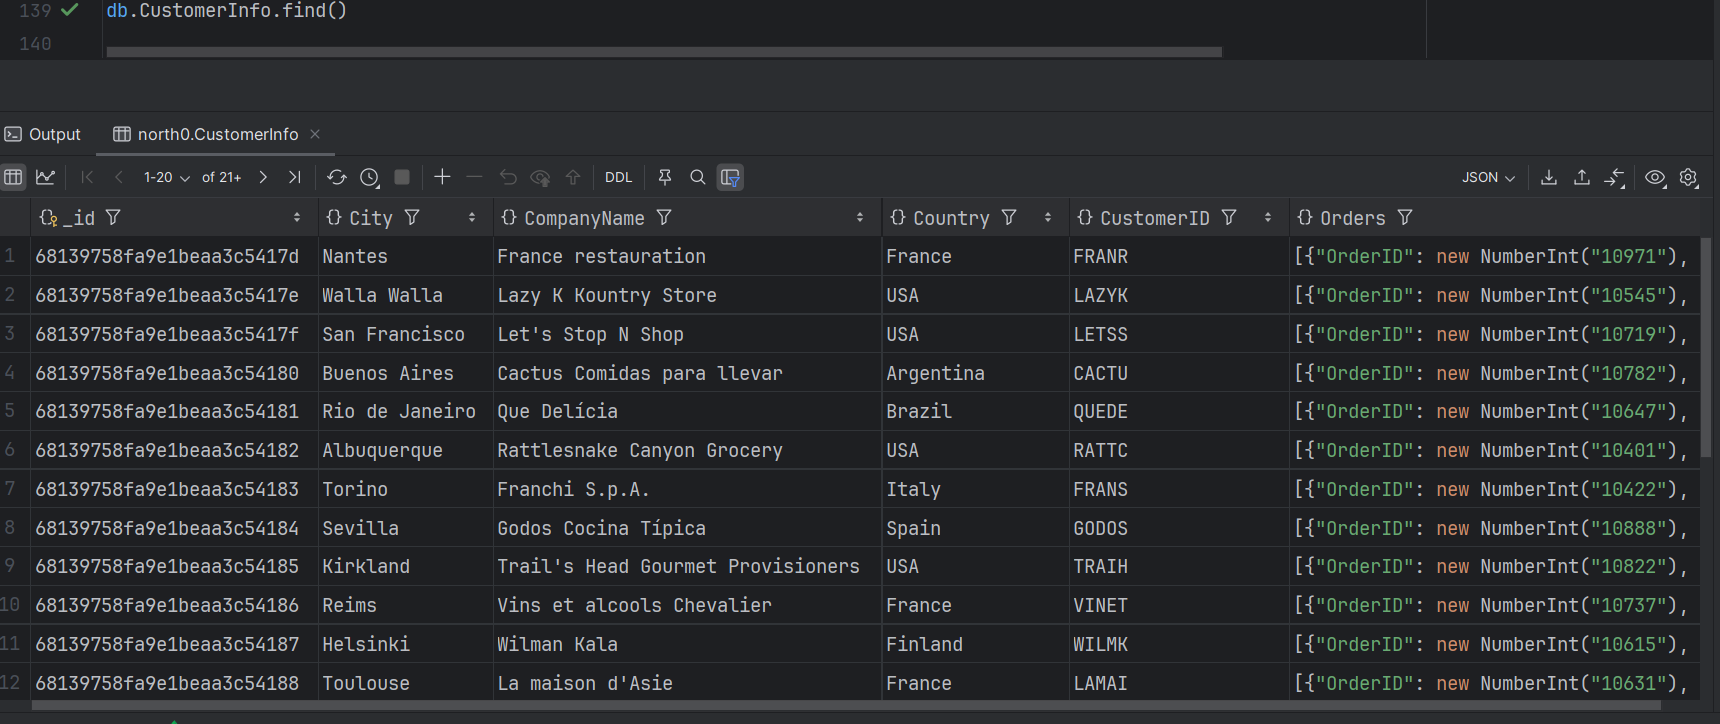 139 db.CustomerInfo.find()
140
Output north0.CustomerInfo
1-20 of 21+ DDL JSON
_id City CompanyName Country CustomerID Orders
1 68139758fa9e1beaa3c5417d Nantes France restauration France FRANR [{"OrderID": new NumberInt("10971"),
2 68139758fa9e1beaa3c5417e Walla Walla Lazy K Kountry Store USA LAZYK [{"OrderID": new NumberInt("10545"),
3 68139758fa9e1beaa3c5417f San Francisco Let's Stop N Shop USA LETSS [{"OrderID": new NumberInt("10719"),
4 68139758fa9e1beaa3c54180 Buenos Aires Cactus Comidas para llevar Argentina CACTU [{"OrderID": new NumberInt("10782"),
5 68139758fa9e1beaa3c54181 Rio de Janeiro Que Delícia Brazil QUEDE [{"OrderID": new NumberInt("10647"),
6 68139758fa9e1beaa3c54182 Albuquerque Rattlesnake Canyon Grocery USA RATTC [{"OrderID": new NumberInt("10401"),
7 68139758fa9e1beaa3c54183 Torino Franchi S.p.A. Italy FRANS [{"OrderID": new NumberInt("10422"),
8 68139758fa9e1beaa3c54184 Sevilla Godos Cocina Típica Spain GODOS [{"OrderID": new NumberInt("10888"),
9 68139758fa9e1beaa3c54185 Kirkland Trail's Head Gourmet Provisioners USA TRAIH [{"OrderID": new NumberInt("10822"),
10 68139758fa9e1beaa3c54186 Reims Vins et alcools Chevalier France VINET [{"OrderID": new NumberInt("10737"),
11 68139758fa9e1beaa3c54187 Helsinki Wilman Kala Finland WILMK [{"OrderID": new NumberInt("10615"),
12 68139758fa9e1beaa3c54188 Toulouse La maison d'Asie France LAMAI [{"OrderID": new NumberInt("10631"),